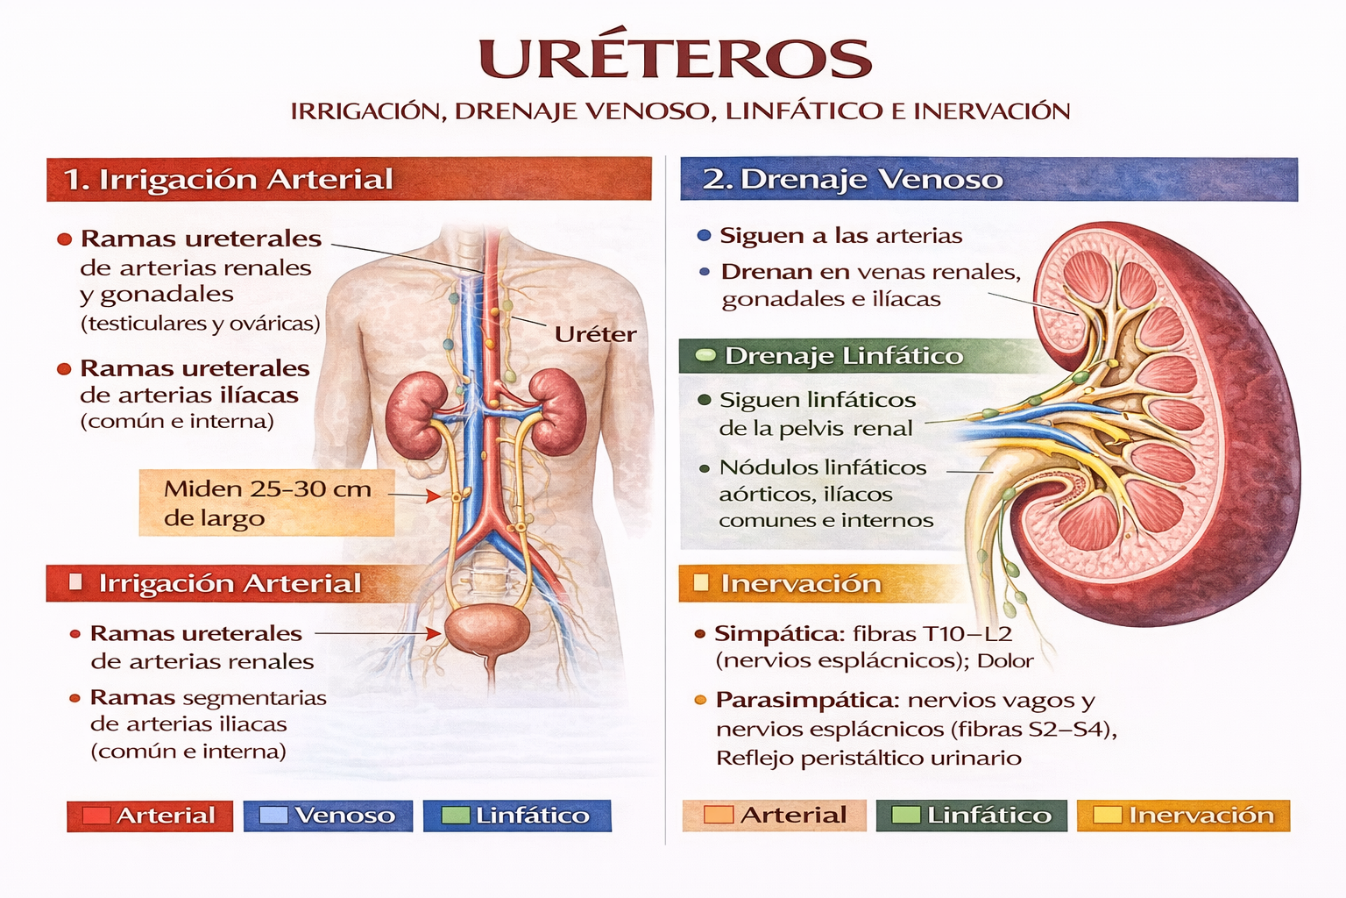 URÉTEROS
IRRIGACIÓN, DRENAJE VENOSO, LINFÁTICO E INERVACIÓN
1. Irrigación Arterial
Ramas ureterales
de arterias renales
y gonadales
(testiculares y ováricas)
Ramas ureterales
de arterias ilíacas
(común e interna)
Uréter
Miden 25-30 cm
de largo
Irrigación Arterial
Ramas ureterales
de arterias renales
Ramas segmentarias
de arterias iliacas
(común e interna)
Arterial
Venoso
Linfático
2. Drenaje Venoso
Siguen a las arterias
Drenan en venas renales,
gonadales e ilíacas
Drenaje Linfático
Siguen linfáticos
de la pelvis renal
Nódulos linfáticos
aórticos, ilíacos
comunes e internos
Inervación
Simpática: fibras T10–L2
(nervios esplácnicos); Dolor
Parasimpática: nervios vagos y
nervios esplácnicos (fibras S2–S4),
Reflejo peristáltico urinario
Arterial
Linfático
Inervación